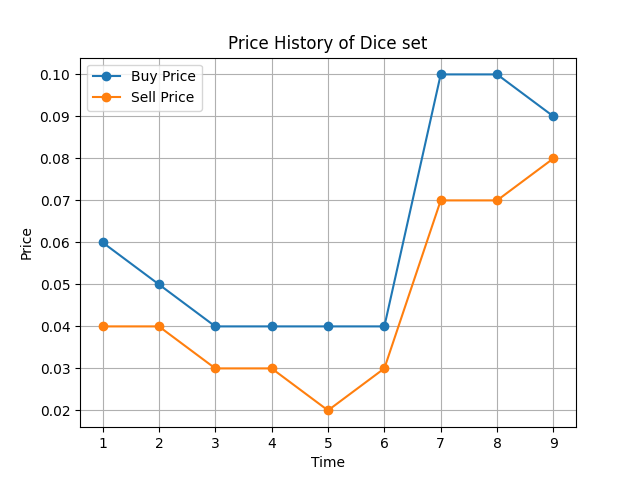 Price History of Dice set
Buy Price
Sell Price
Price
0.10
0.09
0.08
0.07
0.06
0.05
0.04
0.03
0.02
1 2 3 4 5 6 7 8 9
Time